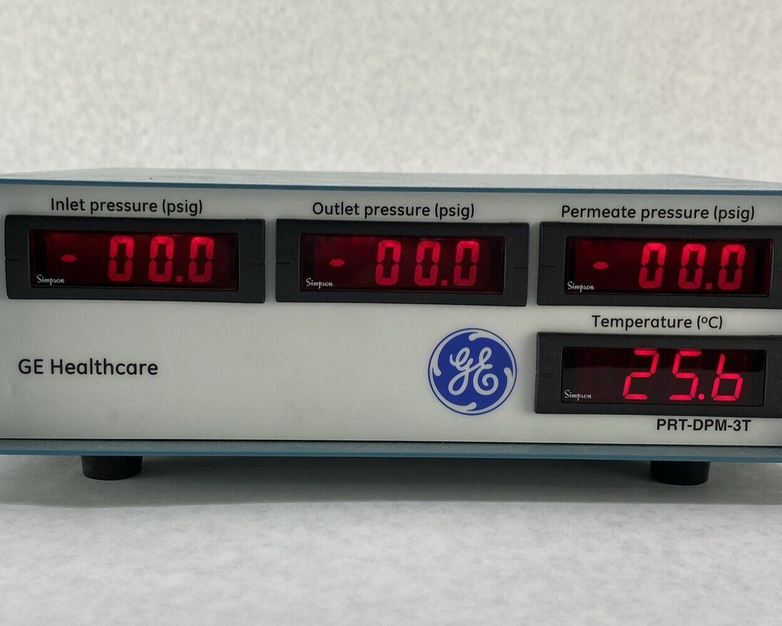 Inlet pressure (psig)
Outlet pressure (psig)
Permeate pressure (psig)
- 00.0
Simpson
- 00.0
Simpson
- 00.0
Simpson
Temperature (ºC)
25.6
Simpson
GE Healthcare
GE
PRT-DPM-3T